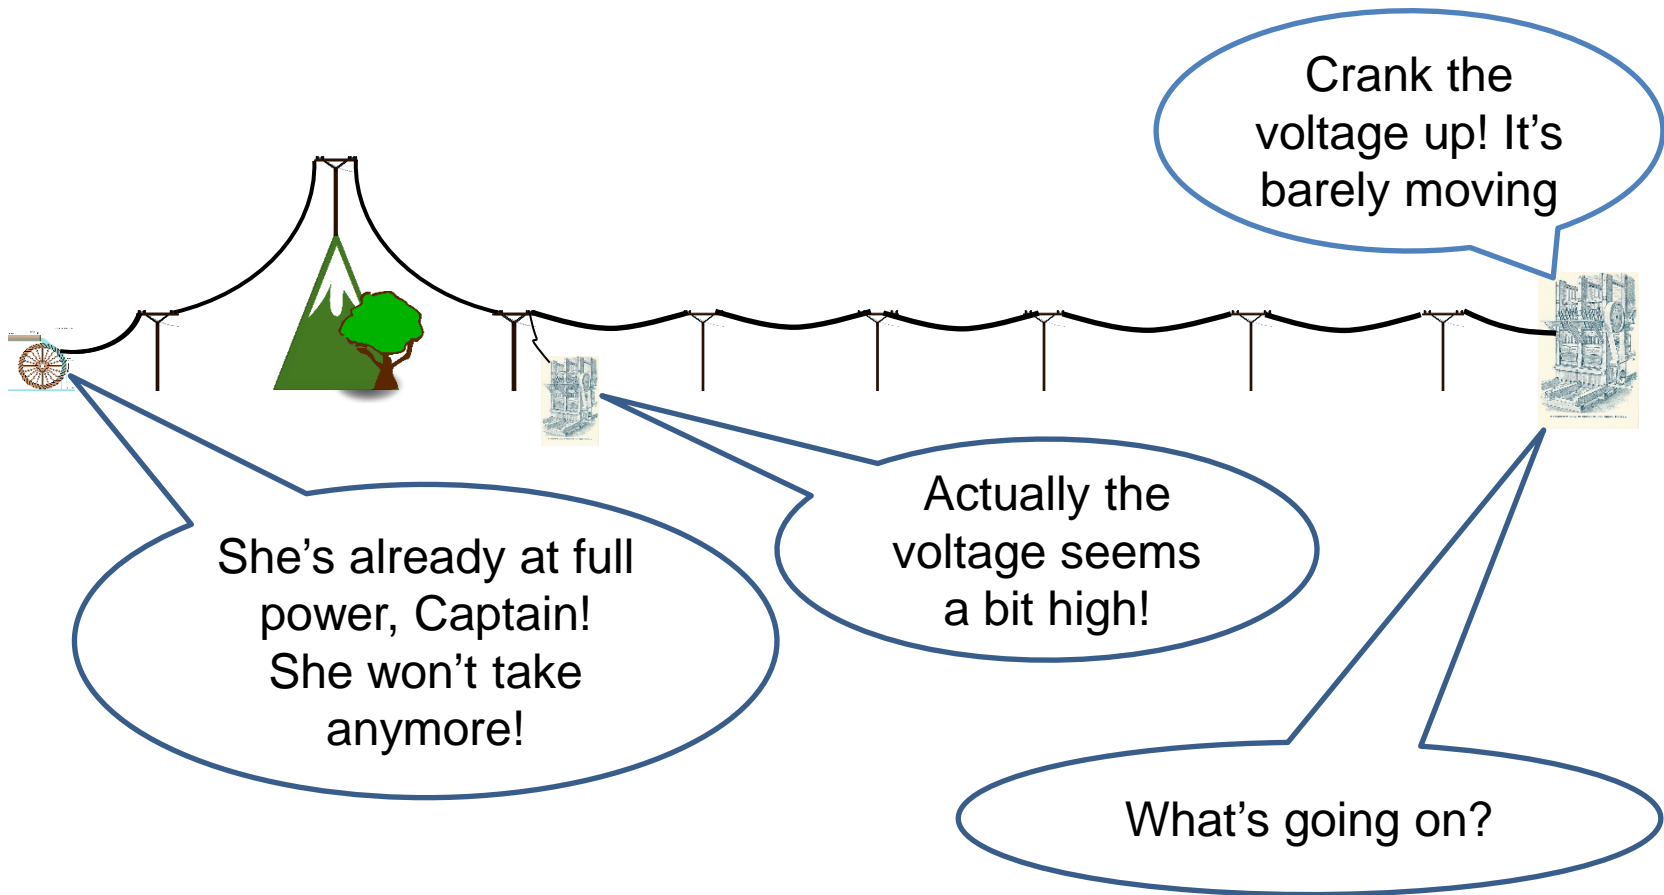 Crank the
voltage up! It’s
barely moving
Actually the
voltage seems
a bit high!
She’s already at full
power, Captain!
She won’t take
anymore!
What’s going on?